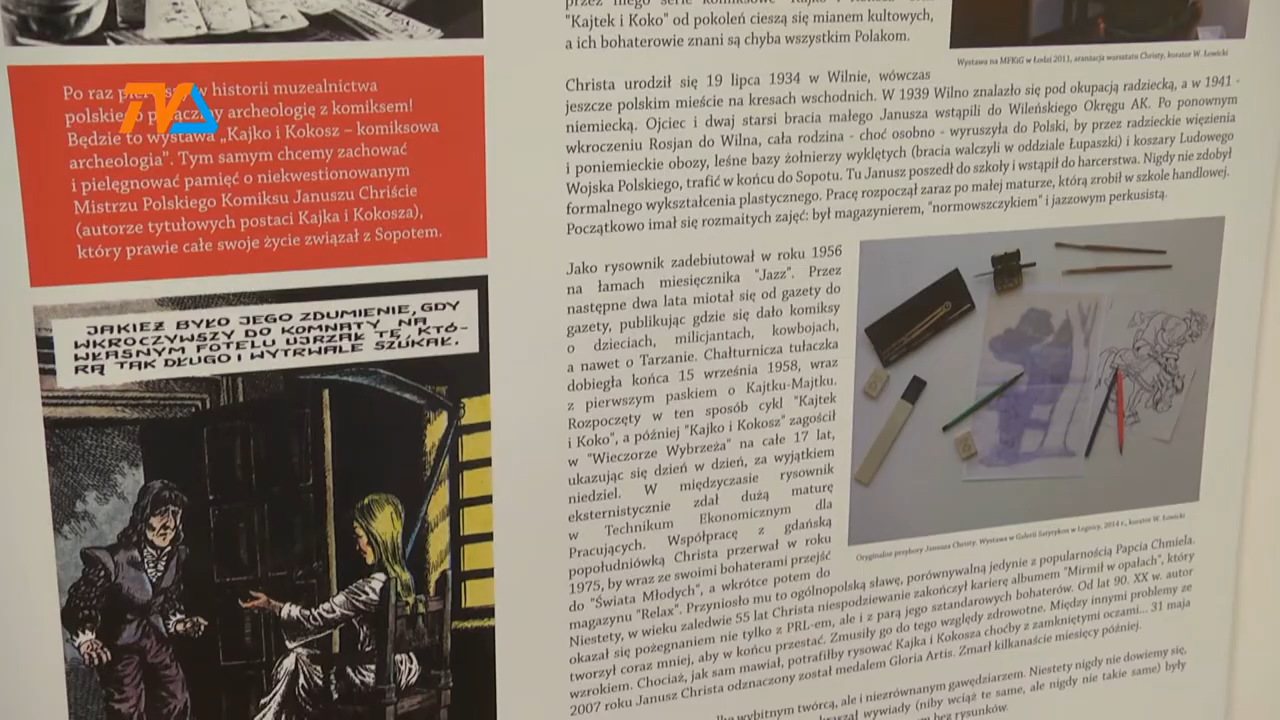 Po raz w historii muzealnictwa
polskiego archeologię z komiksem!
Będzie to wystawa „Kajko i Kokosz – komiksowa
archeologia”. Tym samym chcemy zachować
i pielęgnować pamięć o niekwestionowanym
Mistrzu Polskiego Komiksu Januszu Chriście
(autorze tytułowych postaci Kajka i Kokosza),
który prawie całe swoje życie związał z Sopotem.
TVA
JAKIEŻ BYŁO JEGO ZDUMIENIE, GDY
WKROCZYWSZY DO KOMNATY, NA
WŁASNYM FOTELU UJRZAŁ TĘ, KTÓ-
RĄ TAK DŁUGO I WYTRWALE SZUKAŁ.
"Kajtek i Koko" od pokoleń cieszą się mianem kultowych,
a ich bohaterowie znani są chyba wszystkim Polakom.
Wystawa na MFKiG w Łodzi 2011, aranżacja warsztatu Christy, kurator W. Łowicki
Christa urodził się 19 lipca 1934 w Wilnie, wówczas
jeszcze polskim mieście na kresach wschodnich. W 1939 Wilno znalazło się pod okupacją radziecką, a w 1941 -
niemiecką. Ojciec i dwaj starsi bracia małego Janusza wstąpili do Wileńskiego Okręgu AK. Po ponownym
wkroczeniu Rosjan do Wilna, cała rodzina - choć osobno - wyruszyła do Polski, by przez radzieckie więzienia
i poniemieckie obozy, leśne bazy żołnierzy wyklętych (bracia walczyli w oddziale Łupaszki) i koszary Ludowego
Wojska Polskiego, trafić w końcu do Sopotu. Tu Janusz poszedł do szkoły i wstąpił do harcerstwa. Nigdy nie zdobył
formalnego wykształcenia plastycznego. Pracę rozpoczął zaraz po małej maturze, którą zrobił w szkole handlowej.
Początkowo imał się rozmaitych zajęć: był magazynierem, "normowszczykiem" i jazzowym perkusistą.
Jako rysownik zadebiutował w roku 1956
na łamach miesięcznika "Jazz". Przez
następne dwa lata miotał się od gazety do
gazety, publikując gdzie się dało komiksy
o dzieciach, milicjantach, kowbojach,
a nawet o Tarzanie. Chałturnicza tułaczka
dobiegła końca 15 września 1958, wraz
z pierwszym paskiem o Kajtku-Majtku.
Rozpoczęty w ten sposób cykl "Kajtek
i Koko", a później "Kajko i Kokosz" zagościł
w "Wieczorze Wybrzeża" na całe 17 lat,
ukazując się dzień w dzień, za wyjątkiem
niedziel. W międzyczasie rysownik
eksternistycznie zdał dużą maturę
w Technikum Ekonomicznym dla
Pracujących. Współpracę z gdańską
popołudniówką Christa przerwał w roku
1975, by wraz ze swoimi bohaterami przejść
do "Świata Młodych", a wkrótce potem do
magazynu "Relax". Przyniosło mu to ogólnopolską sławę, porównywalną jedynie z popularnością Papcia Chmiela.
Niestety, w wieku zaledwie 55 lat Christa niespodziewanie zakończył karierę albumem "Mirmił w opałach", który
okazał się pożegnaniem nie tylko z PRL-em, ale i z parą jego sztandarowych bohaterów. Od lat 90. XX w. autor
tworzył coraz mniej, aby w końcu przestać. Zmusiły go do tego względy zdrowotne. Między innymi problemy ze
wzrokiem. Chociaż, jak sam mawiał, potrafiłby rysować Kajka i Kokosza choćby z zamkniętymi oczami... 31 maja
2007 roku Janusz Christa odznaczony został medalem Gloria Artis. Zmarł kilkanaście miesięcy później.
Oryginalne przybory Janusza Christy. Wystawa w Galerii Satyrykon w Legnicy, 2014 r., kurator W. Łowicki
wybitnym twórcą, ale i niezrównanym gawędziarzem. Niestety nigdy nie dowiemy się,
wywiady (niby wciąż te same, ale nigdy nie takie same) były
bez rysunków.